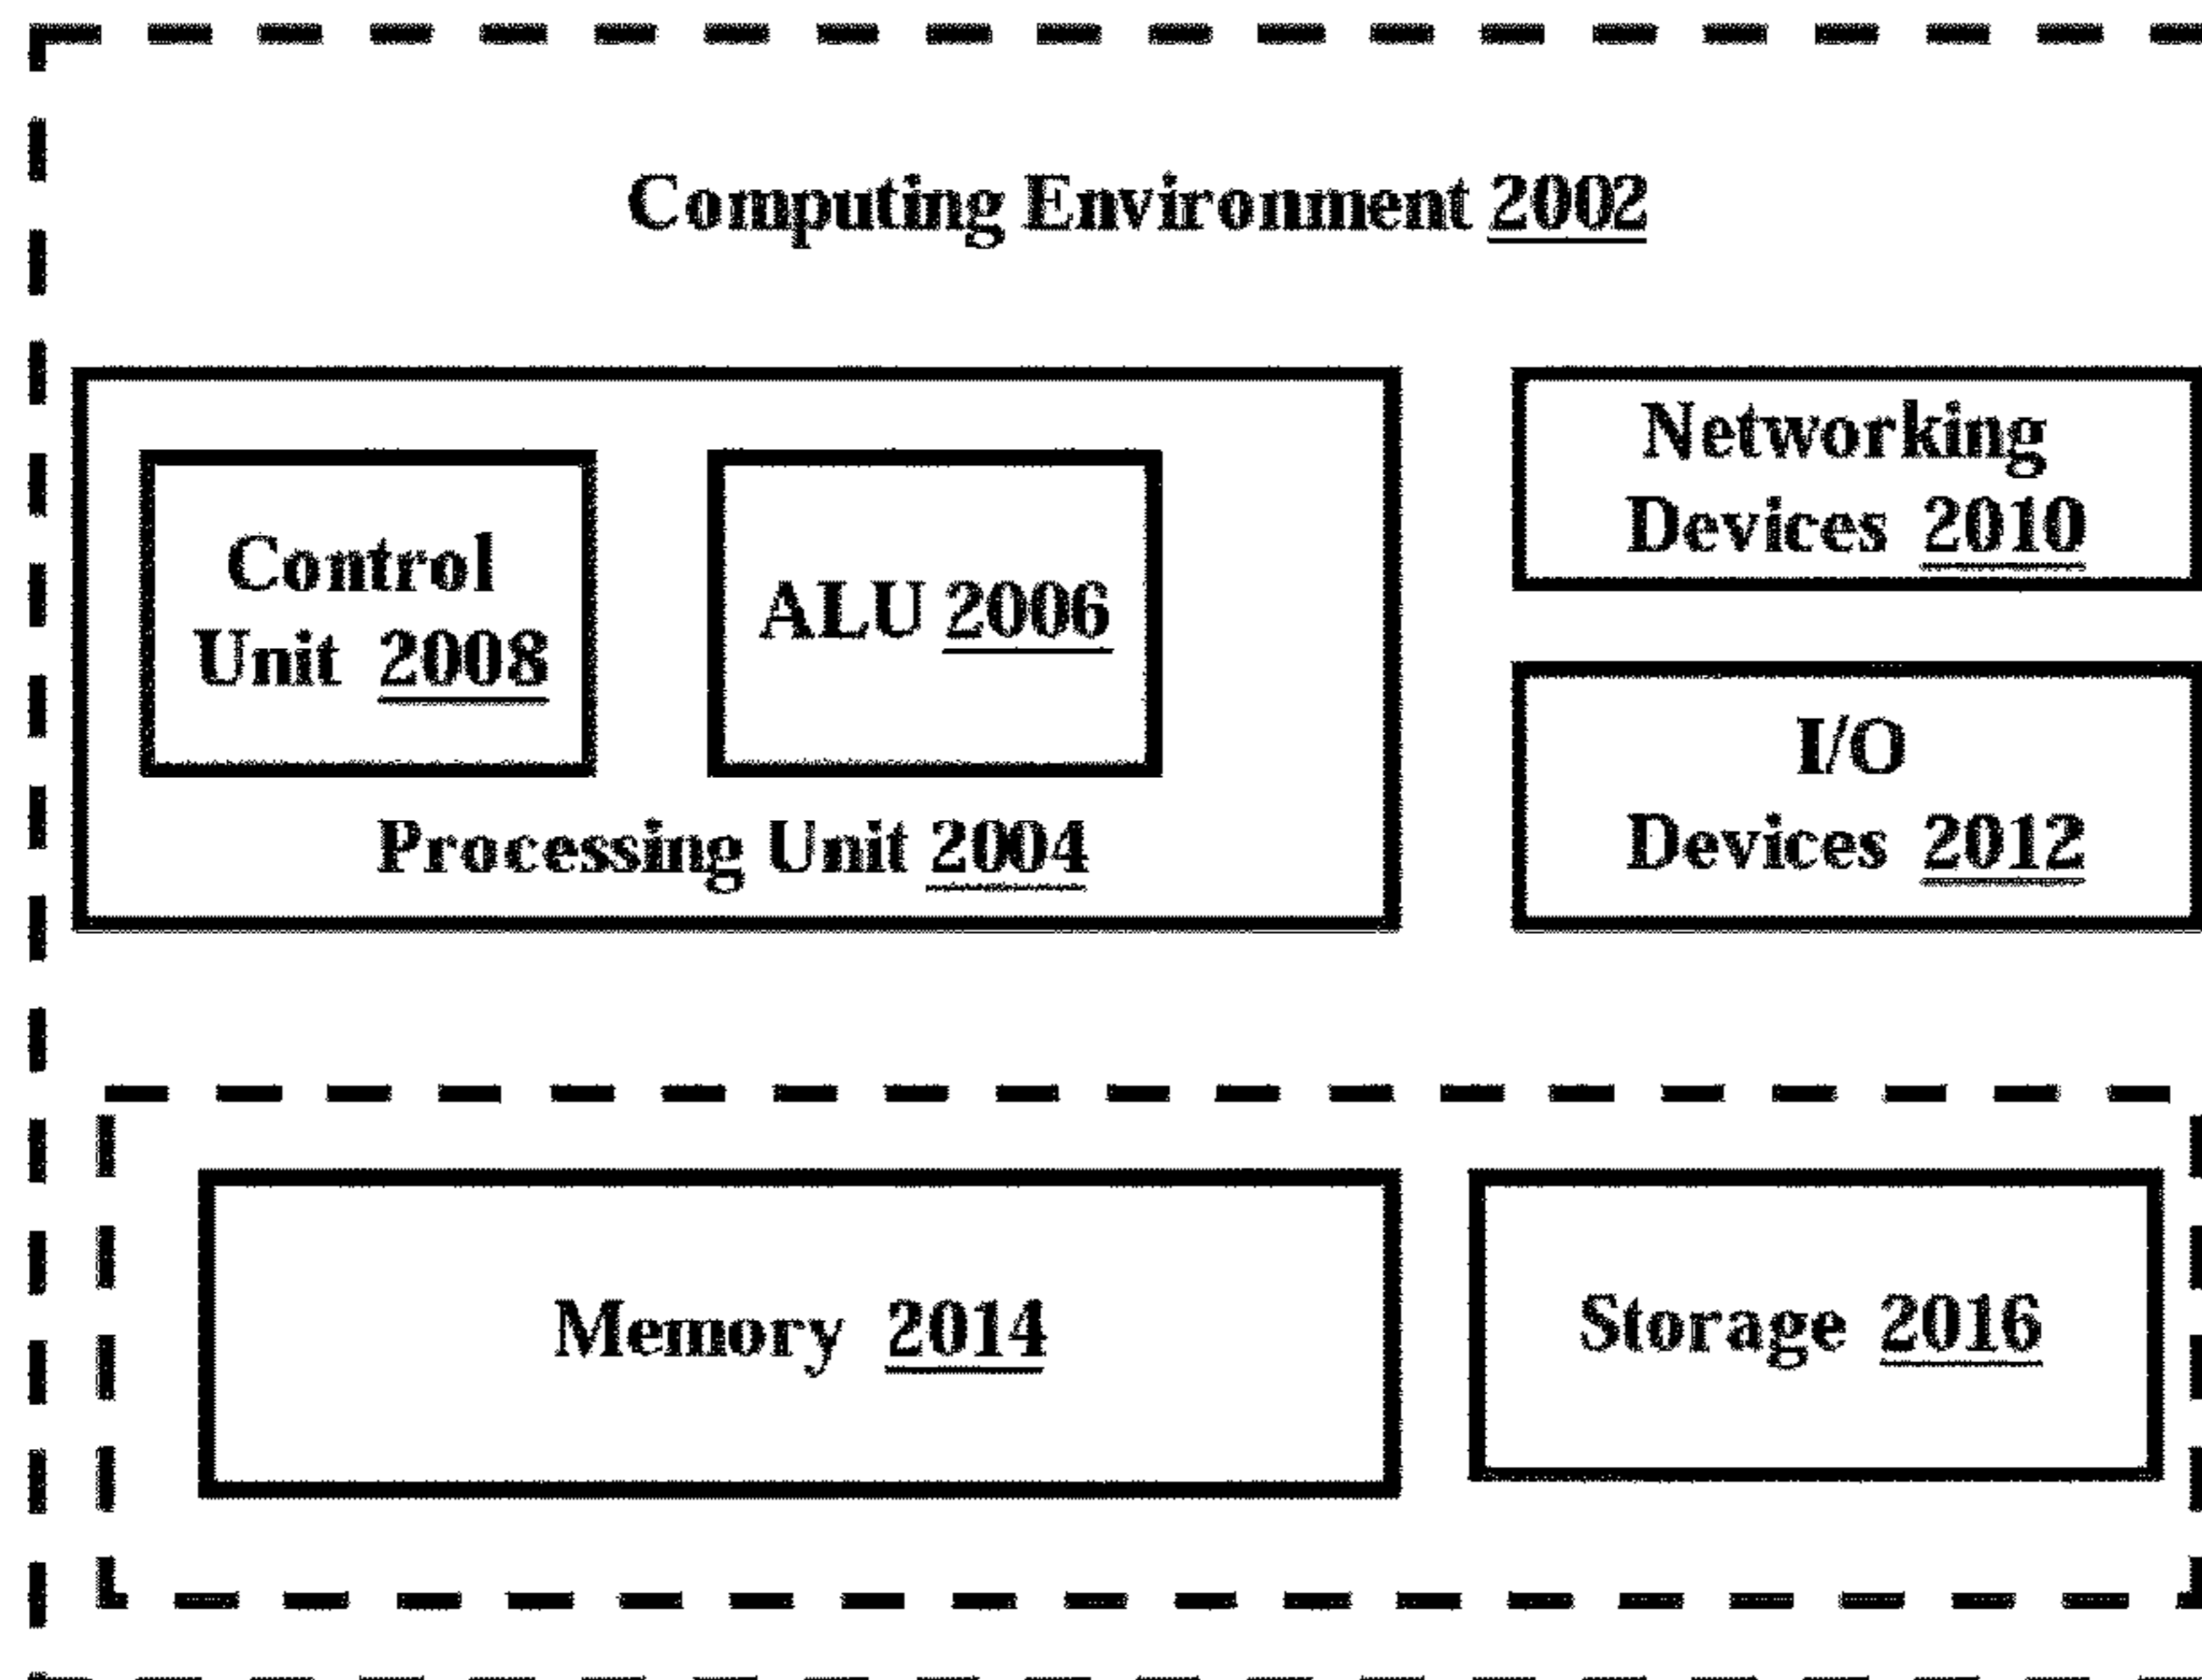 Computing Environment 2002
Control
Unit 2008
ALU 2006
Processing Unit 2004
Networking
Devices 2010
I/O
Devices 2012
Memory 2014
Storage 2016